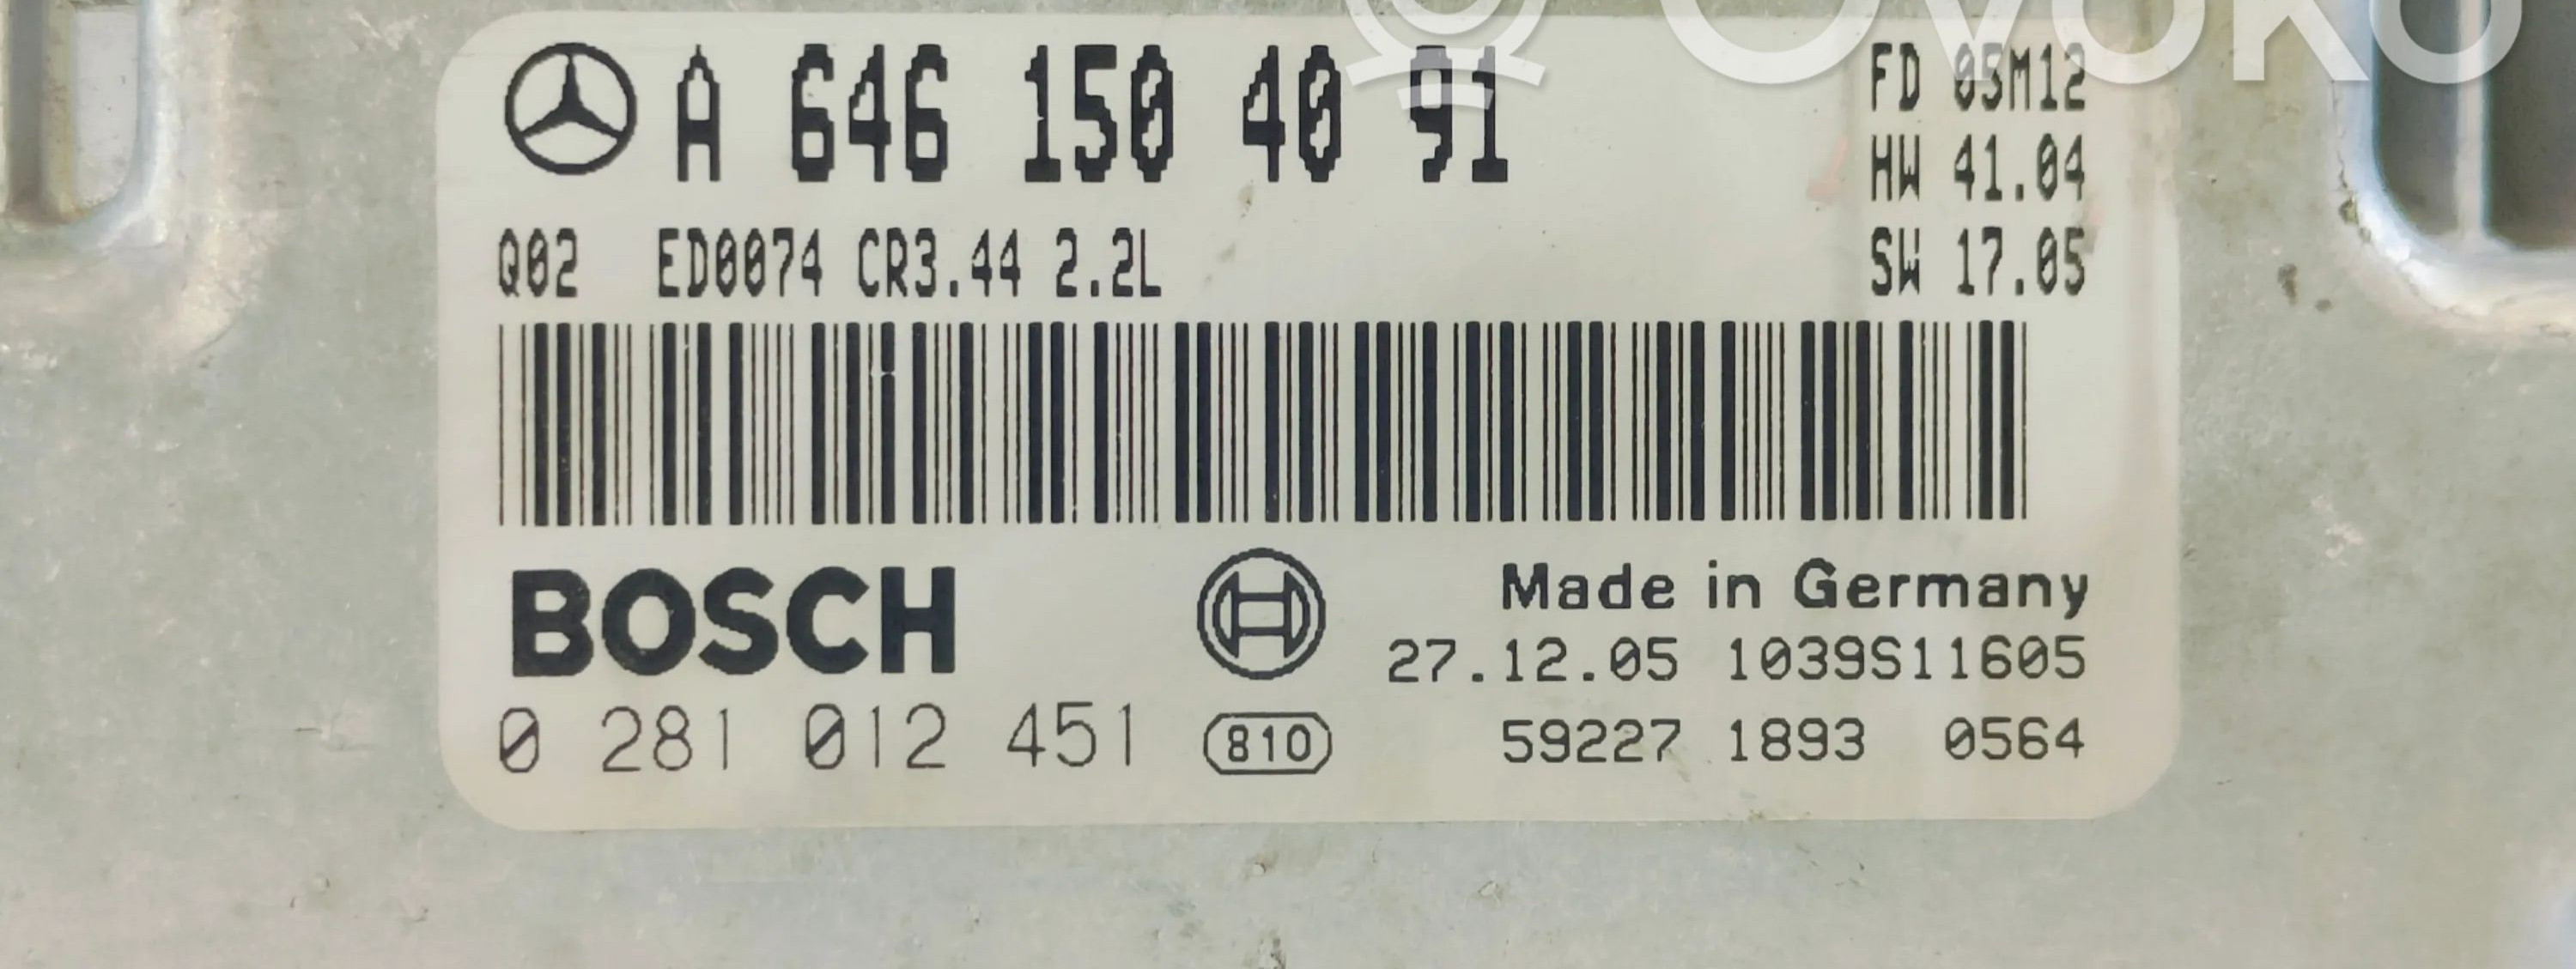 ovoko
A 646 150 40 91
FD 05M12
HW 41.04
Q02 ED0074 CR3.44 2.2L
SW 17.05
BOSCH
Made in Germany
27.12.05 1039S11605
0 281 012 451
810
59227 1893 0564